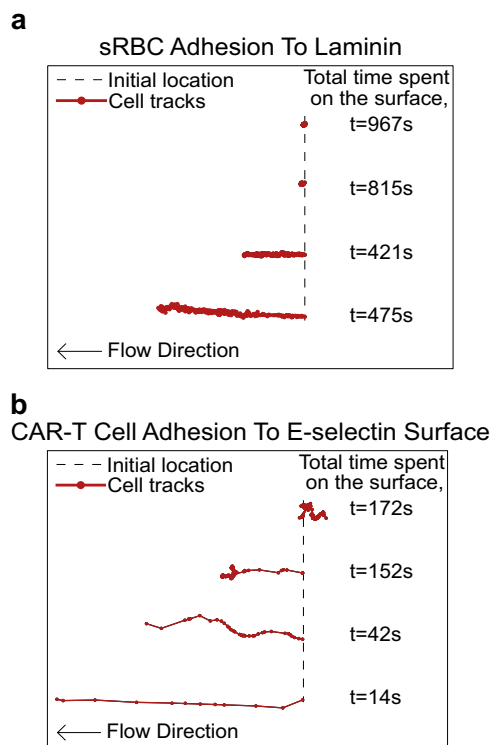 a
sRBC Adhesion To Laminin
Initial location
Cell tracks
Total time spent
on the surface,
t=967s
t=815s
t=421s
t=475s
Flow Direction
b
CAR-T Cell Adhesion To E-selectin Surface
Initial location
Cell tracks
Total time spent
on the surface,
t=172s
t=152s
t=42s
t=14s
Flow Direction